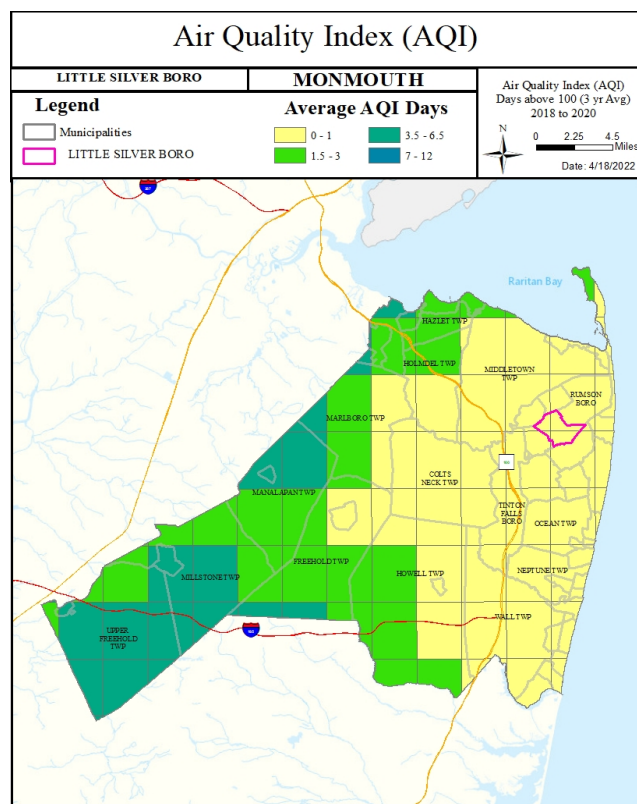 Air Quality Index (AQI)
LITTLE SILVER BORO
MONMOUTH
Legend
Municipalities
LITTLE SILVER BORO
Average AQI Days
0 - 1
3.5 - 6.5
1.5 - 3
7 - 12
Air Quality Index (AQI)
Days above 100 (3 yr Avg)
2018 to 2020
N
0 2.25 4.5
Miles
Date: 4/18/2022
Raritan Bay
HAZLET TWP
HOLMDEL TWP
MIDDLETOWN
TWP
RUMSON
BORO
MARLBORO TWP
COLTS
NECK TWP
MANALAPAN TWP
TINTON
FALLS
BORO
OCEAN TWP
FREEHOLD TWP
HOWELL TWP
NEPTUNE TWP
MILLSTONE TWP
WALL TWP
UPPER
FREEHOLD
TWP